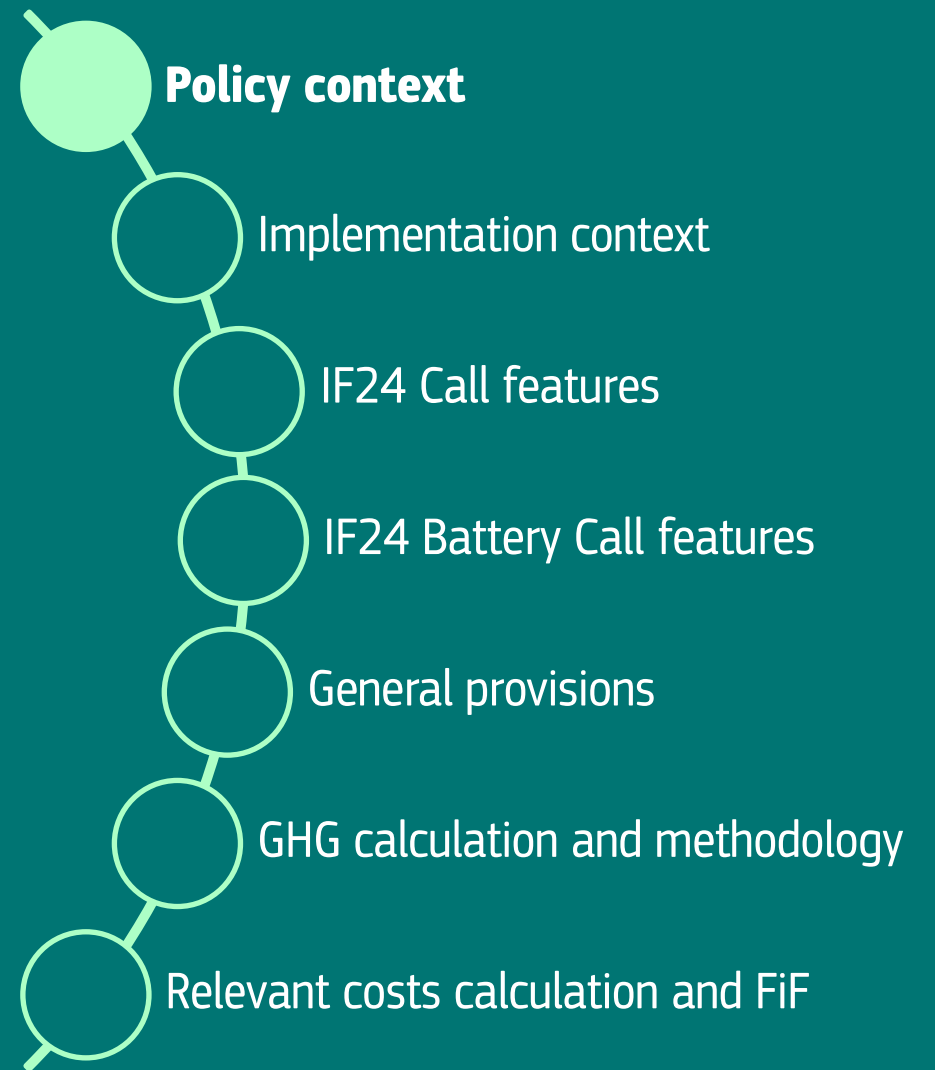 Policy context
Implementation context
IF24 Call features
IF24 Battery Call features
General provisions
GHG calculation and methodology
Relevant costs calculation and FiF